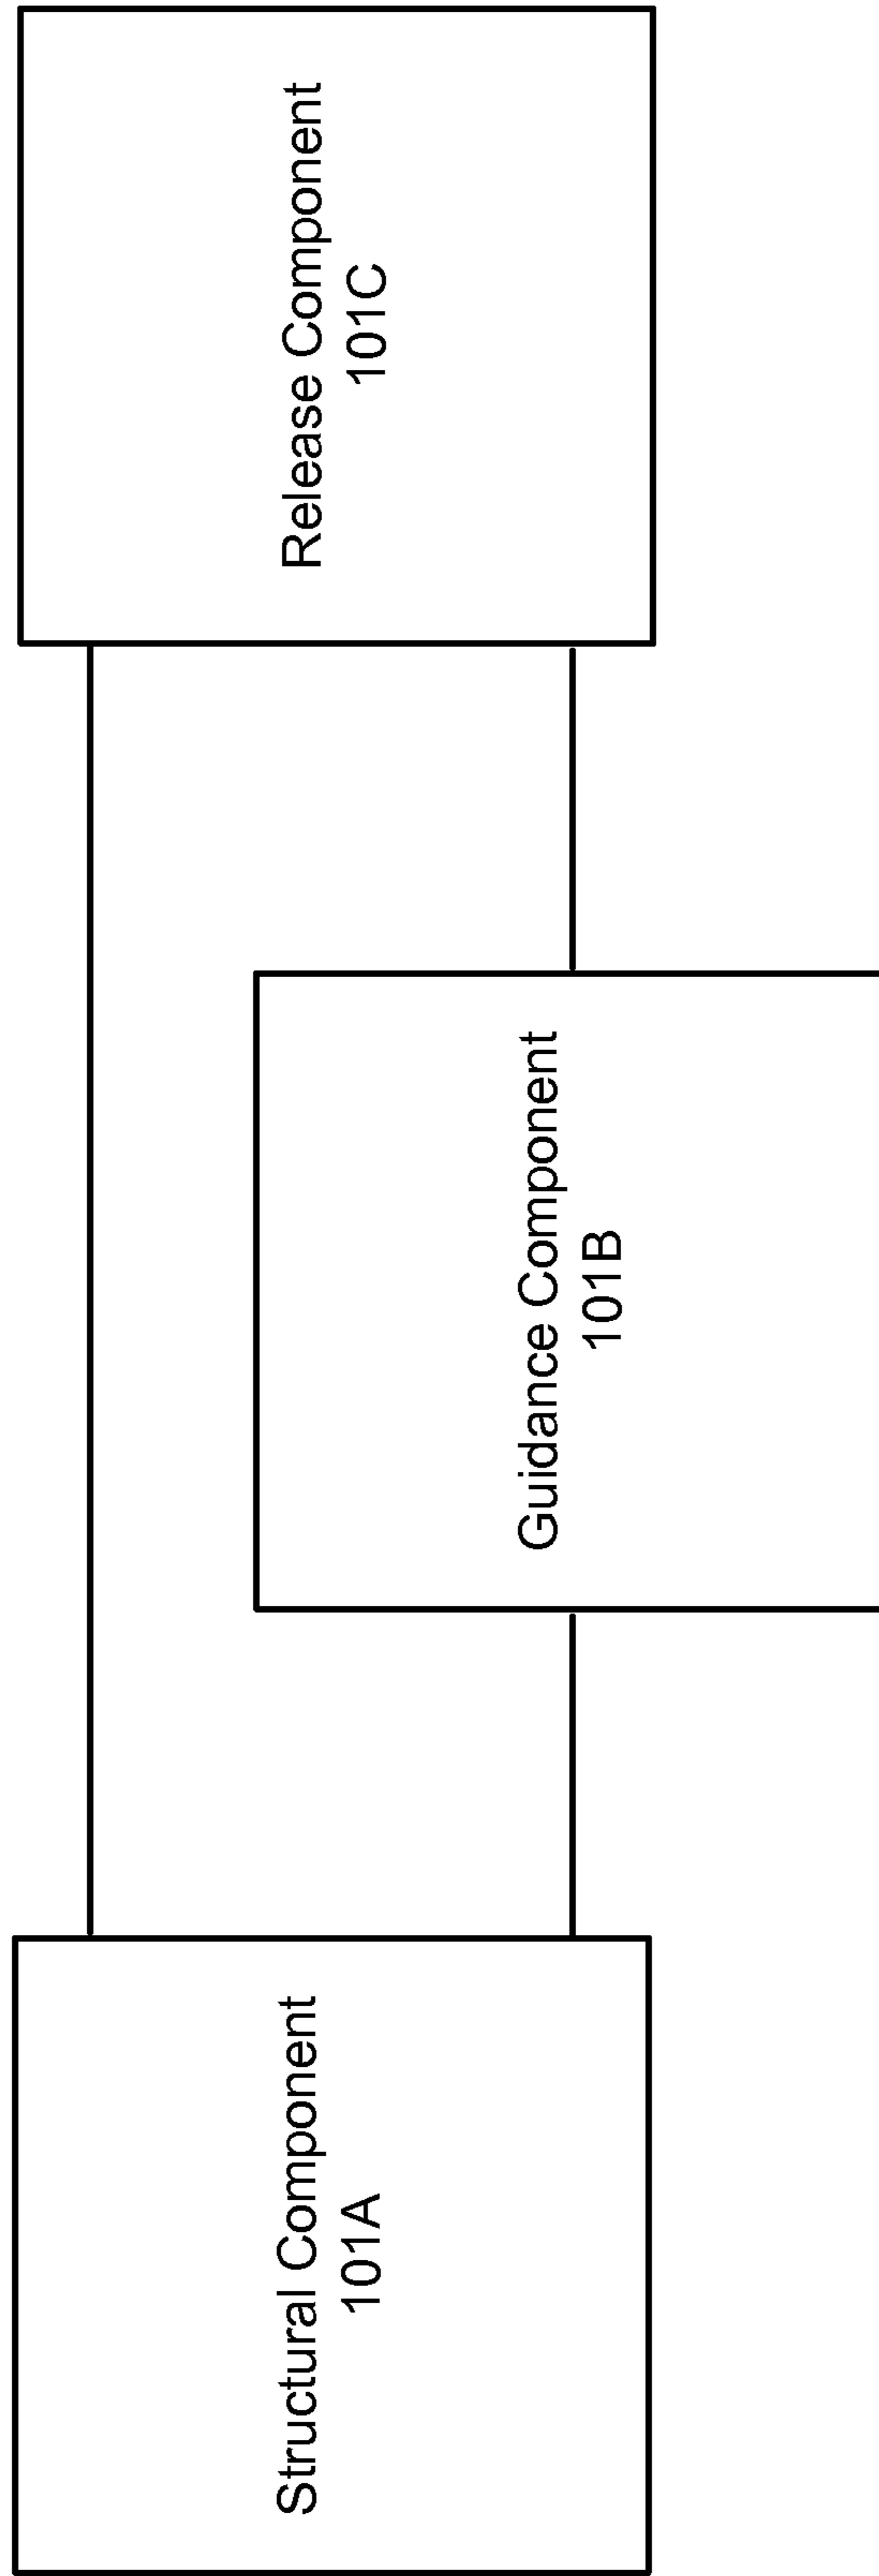 Structural Component
101A
Guidance Component
101B
Release Component
101C